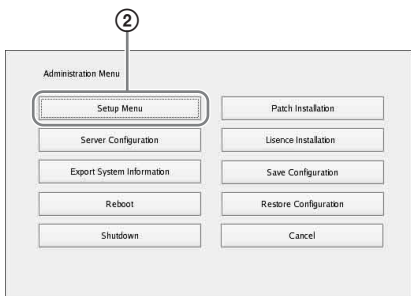 2
Administration Menu
Setup Menu
Patch Installation
Server Configuration
Lisence Installation
Export System Information
Save Configuration
Reboot
Restore Configuration
Shutdown
Cancel